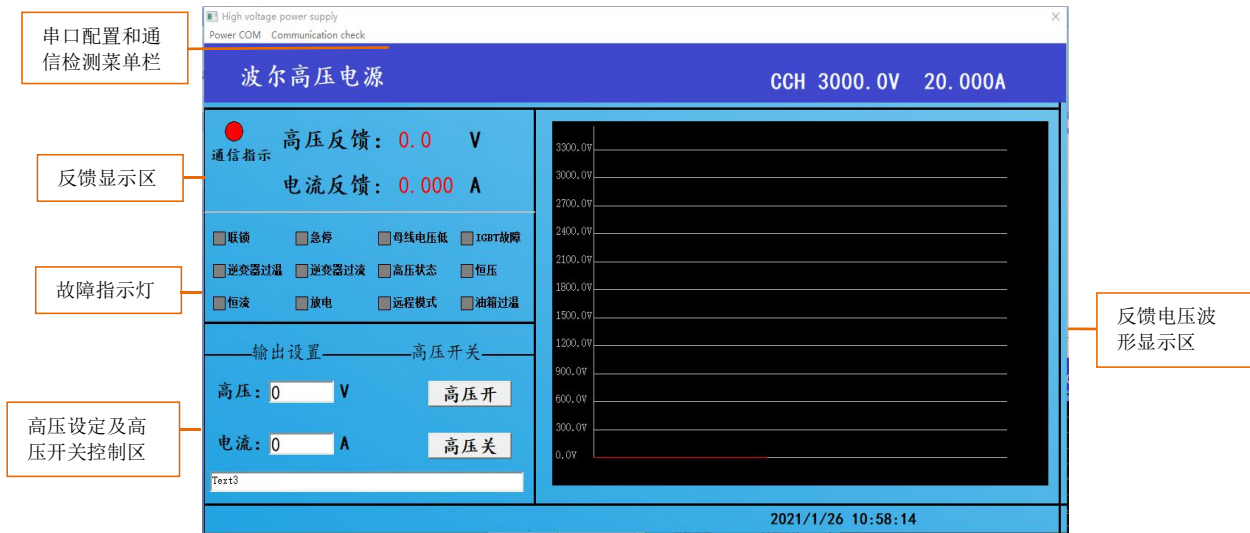 High voltage power supply
Power COM Communication check
串口配置和通
信检测菜单栏
波尔高压电源
CCH 3000.0V 20.000A
通信指示
高压反馈: 0.0 V
电流反馈: 0.000 A
反馈显示区
联锁 急停 母线电压低 IGBT故障
逆变器过温 逆变器过流 高压状态 恒压
恒流 放电 远程模式 油箱过温
故障指示灯
输出设置 高压开关
高压: 0 V 高压开
电流: 0 A 高压关
Text3
高压设定及高
压开关控制区
3300.0V
3000.0V
2700.0V
2400.0V
2100.0V
1800.0V
1500.0V
1200.0V
900.0V
600.0V
300.0V
0.0V
反馈电压波
形显示区
2021/1/26 10:58:14